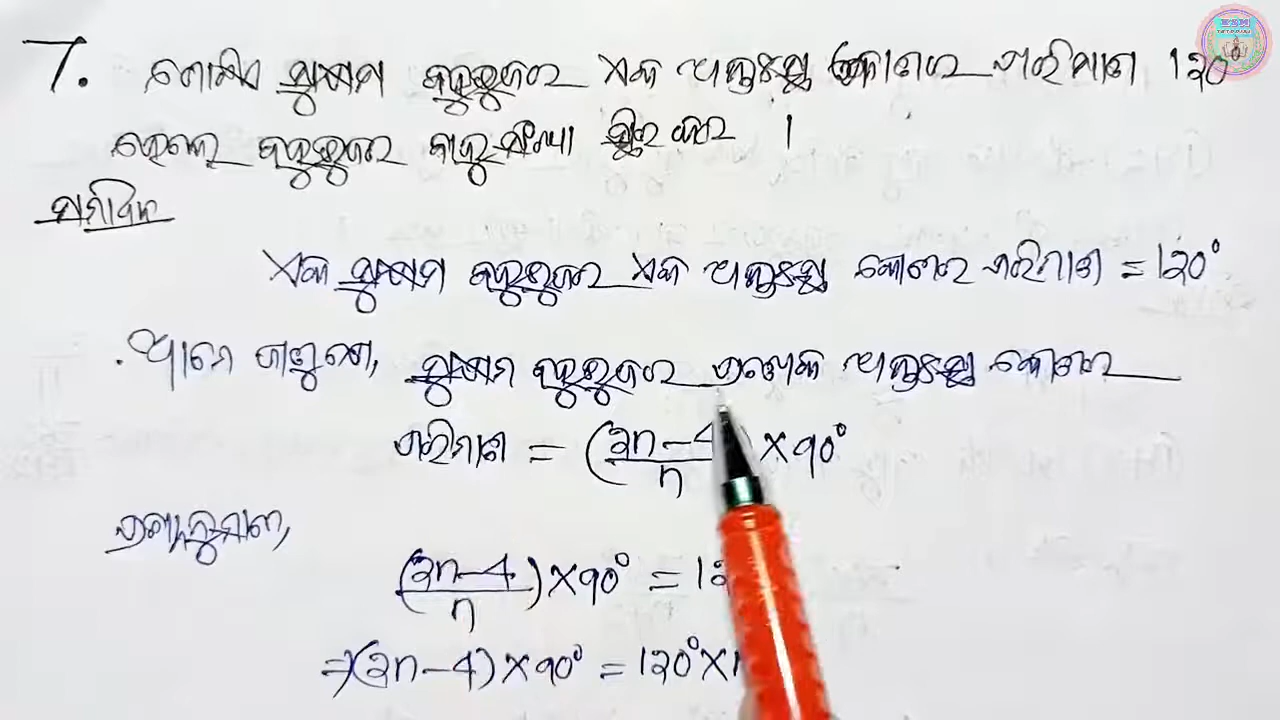 7. କୌଣସି ସୁଷମ ବହୁଭୁଜର ଏକ ଅନ୍ତଃସ୍ଥ କୋଣର ପରିମାଣ 120°
ହେଲେ ବହୁଭୁଜର ବାହୁ ସଂଖ୍ୟା ସ୍ଥିର କର ।
ସମାଧାନ
ଏକ ସୁଷମ ବହୁଭୁଜର ଏକ ଅନ୍ତଃସ୍ଥ କୋଣର ପରିମାଣ = 120°
ଆମେ ଜାଣୁଯେ, ସୁଷମ ବହୁଭୁଜର ପ୍ରତ୍ୟେକ ଅନ୍ତଃସ୍ଥ କୋଣର
ପରିମାଣ = (2n-4/n) × 90°
ପ୍ରଶ୍ନାନୁସାରେ,
(2n-4/n) × 90° = 12
⇒ (2n-4) × 90° = 120° ×